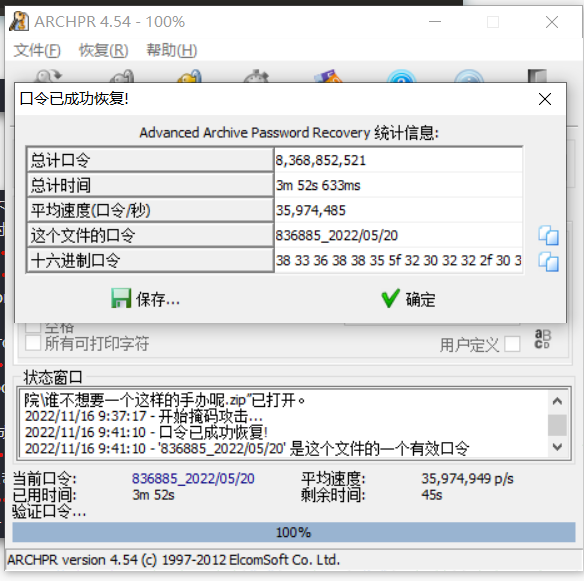 ARCHPR 4.54 - 100%
文件(F) 恢复(R) 帮助(H)
口令已成功恢复!
Advanced Archive Password Recovery 统计信息:
总计口令 8,368,852,521
总计时间 3m 52s 633ms
平均速度(口令/秒) 35,974,485
这个文件的口令 836885_2022/05/20
十六进制口令 38 33 36 38 38 35 5f 32 30 32 32 2f 30 3
保存... 确定
空格
所有可打印字符 用户定义
状态窗口
院\谁不想要一个这样的手办呢.zip"已打开。
2022/11/16 9:37:17 - 开始掩码攻击...
2022/11/16 9:41:10 - 口令已成功恢复!
2022/11/16 9:41:10 - '836885_2022/05/20' 是这个文件的一个有效口令
当前口令: 836885_2022/05/20 平均速度: 35,974,949 p/s
已用时间: 3m 52s 剩余时间: 45s
验证口令...
100%
ARCHPR version 4.54 (c) 1997-2012 ElcomSoft Co. Ltd.